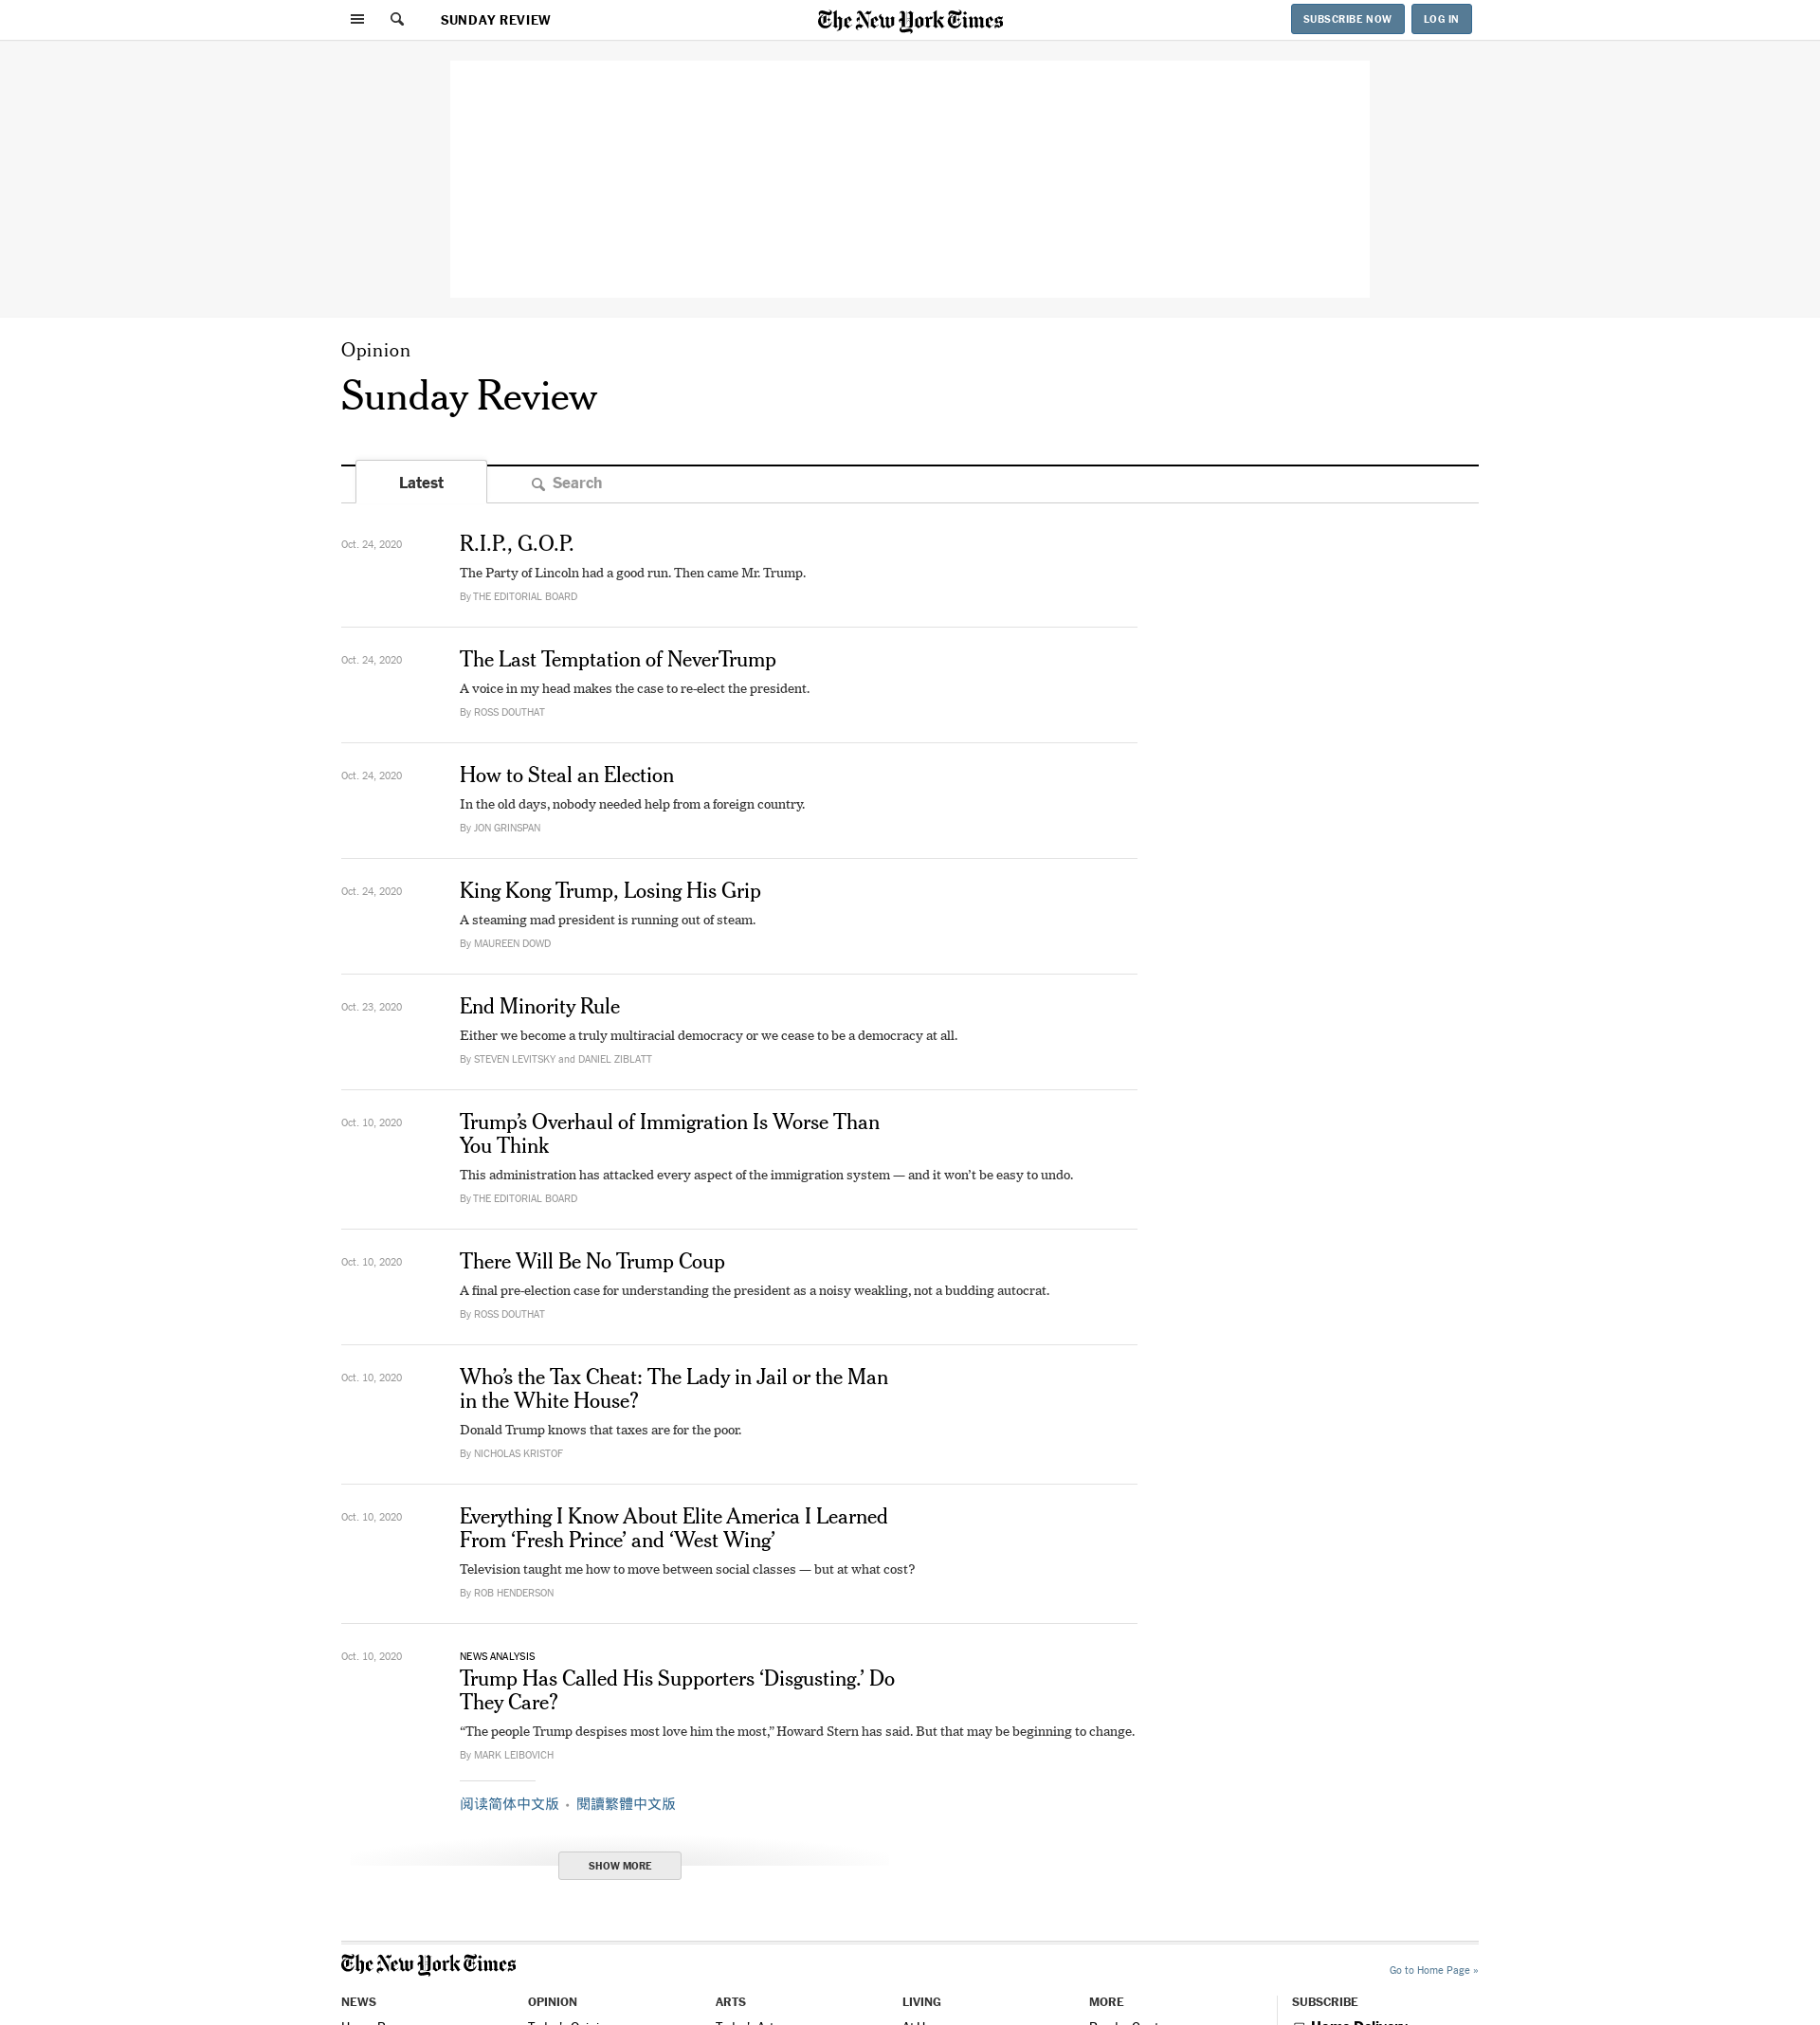 SUNDAY REVIEW
The New York Times
SUBSCRIBE NOW
LOG IN
Opinion
Sunday Review
Latest
Search
Oct. 24, 2020
R.I.P., G.O.P.
The Party of Lincoln had a good run. Then came Mr. Trump.
By THE EDITORIAL BOARD
Oct. 24, 2020
The Last Temptation of NeverTrump
A voice in my head makes the case to re-elect the president.
By ROSS DOUTHAT
Oct. 24, 2020
How to Steal an Election
In the old days, nobody needed help from a foreign country.
By JON GRINSPAN
Oct. 24, 2020
King Kong Trump, Losing His Grip
A steaming mad president is running out of steam.
By MAUREEN DOWD
Oct. 23, 2020
End Minority Rule
Either we become a truly multiracial democracy or we cease to be a democracy at all.
By STEVEN LEVITSKY and DANIEL ZIBLATT
Oct. 10, 2020
Trump’s Overhaul of Immigration Is Worse Than
You Think
This administration has attacked every aspect of the immigration system — and it won’t be easy to undo.
By THE EDITORIAL BOARD
Oct. 10, 2020
There Will Be No Trump Coup
A final pre-election case for understanding the president as a noisy weakling, not a budding autocrat.
By ROSS DOUTHAT
Oct. 10, 2020
Who’s the Tax Cheat: The Lady in Jail or the Man
in the White House?
Donald Trump knows that taxes are for the poor.
By NICHOLAS KRISTOF
Oct. 10, 2020
Everything I Know About Elite America I Learned
From ‘Fresh Prince’ and ‘West Wing’
Television taught me how to move between social classes — but at what cost?
By ROB HENDERSON
Oct. 10, 2020
NEWS ANALYSIS
Trump Has Called His Supporters ‘Disgusting.’ Do
They Care?
“The people Trump despises most love him the most,” Howard Stern has said. But that may be beginning to change.
By MARK LEIBOVICH
阅读简体中文版 • 閱讀繁體中文版
SHOW MORE
The New York Times
Go to Home Page »
NEWS
OPINION
ARTS
LIVING
MORE
SUBSCRIBE
Home Delivery